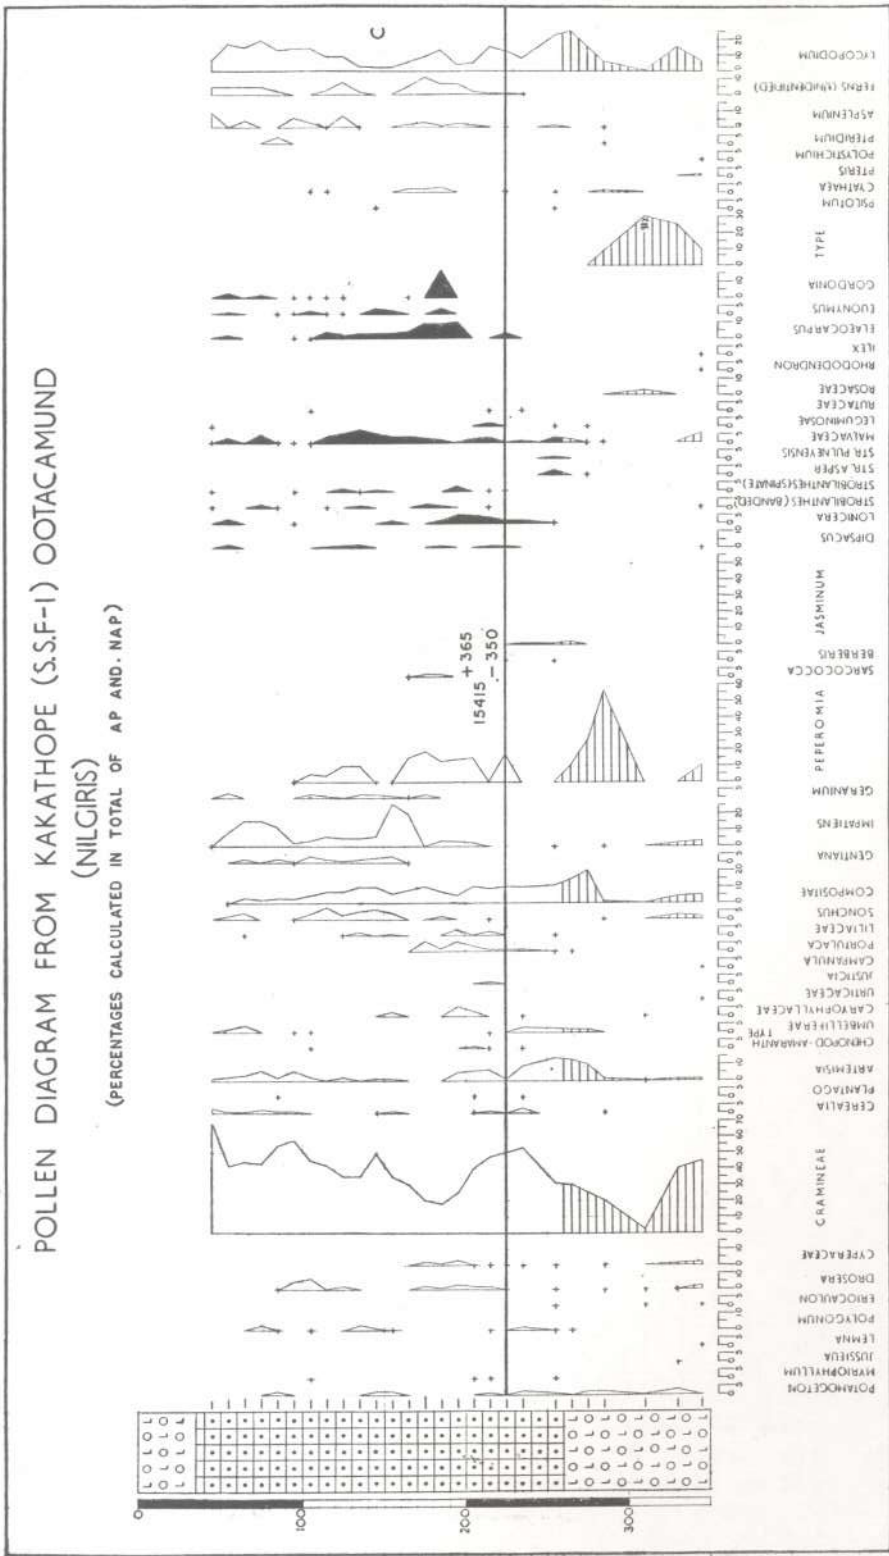 POLLEN DIAGRAM FROM KAKATHOPE (S.S.F-1) OOTACAMUND
(NILGIRIS)
(PERCENTAGES CALCULATED IN TOTAL OF AP AND. NAP)
C
15415 +365
-350
0
100
200
300
POTAMOGETON
MYRIOPHYLLUM
JUSSIEUA
LEMNA
POLYGONUM
ERIOCAULON
DROSERA
CYPERACEAE
GRAMINEAE
CEREALIA
PLANTAGO
ARTEMISIA
CHENOPOD-AMARANTH TYPE
UMBELLIFERAE
CARYOPHYLLACEAE
URTICACEAE
JUSTICIA
CAMPANULA
PORTULACA
LILIACEAE
SONCHUS
COMPOSITAE
GENTIANA
IMPATIENS
GERANIUM
PEPEROMIA
SARCOCOCCA
BERBERIS
JASMINUM
DIPSACUS
LONICERA
STROBILANTHES (BANDED)
STROBILANTHES (SPINATE)
STR. ASPER
STR. PULNEYENSIS
MALVACEAE
LEGUMINOSAE
RUTACEAE
ROSACEAE
RHODODENDRON
ILEX
ELAEOCARPUS
EUONYMUS
GORDONIA
TYPE
PSILOTUM
CYATHAEA
PTERIS
POLYSTICHIUM
PTERIDIUM
ASPLENIUM
FERNS (UNIDENTIFIED)
LYCOPODIUM